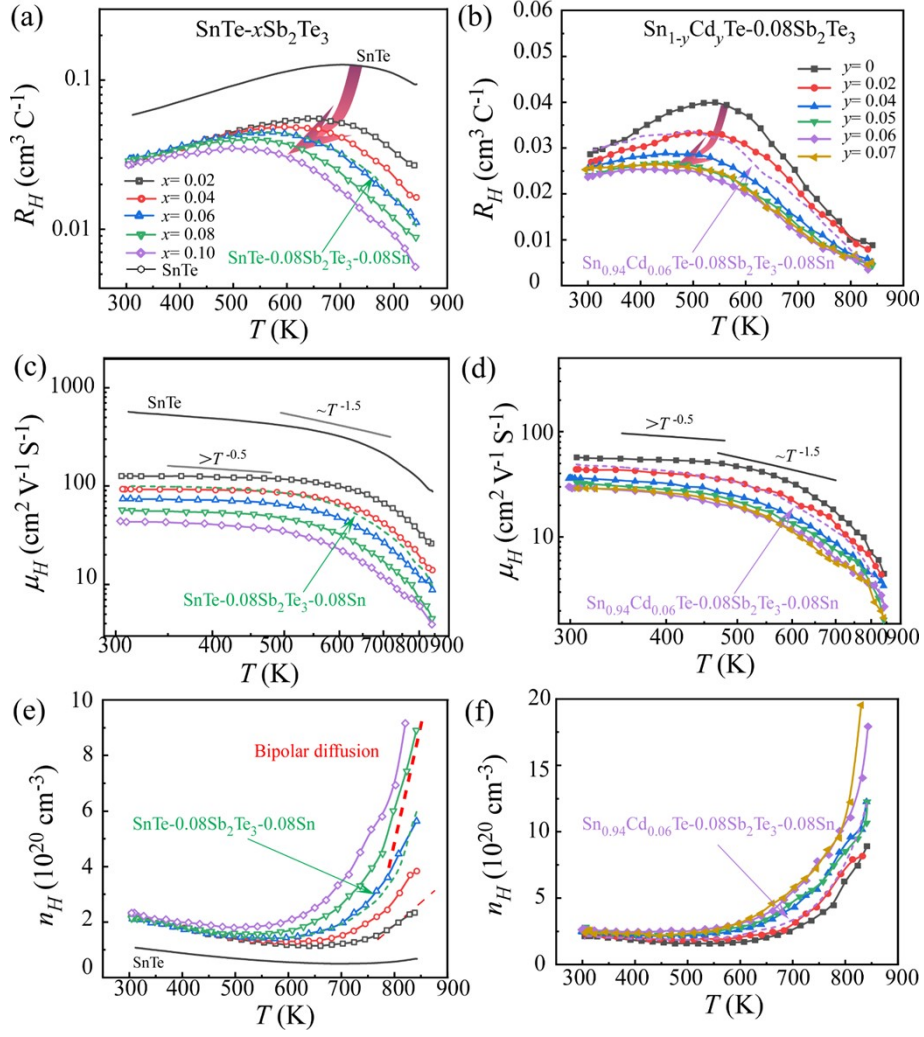 (a)
SnTe-xSb₂Te₃
SnTe
0.1
0.01
R_H (cm³ C⁻¹)
x= 0.02
x= 0.04
x= 0.06
x= 0.08
x= 0.10
SnTe
SnTe-0.08Sb₂Te₃-0.08Sn
300 400 500 600 700 800 900
T (K)
(b)
Sn₁₋yCdyTe-0.08Sb₂Te₃
0.06
0.05
0.04
0.03
0.02
0.01
0.00
R_H (cm³ C⁻¹)
y= 0
y= 0.02
y= 0.04
y= 0.05
y= 0.06
y= 0.07
Sn₀.₉₄Cd₀.₀₆Te-0.08Sb₂Te₃-0.08Sn
300 400 500 600 700 800 900
T (K)
(c)
1000
100
10
μ_H (cm² V⁻¹ S⁻¹)
SnTe
~T⁻¹·⁵
>T⁻⁰·⁵
SnTe-0.08Sb₂Te₃-0.08Sn
300 400 500 600 700 800 900
T (K)
(d)
100
10
μ_H (cm² V⁻¹ S⁻¹)
>T⁻⁰·⁵
~T⁻¹·⁵
Sn₀.₉₄Cd₀.₀₆Te-0.08Sb₂Te₃-0.08Sn
300 400 500 600 700 800 900
T (K)
(e)
10
8
6
4
2
0
n_H (10²⁰ cm⁻³)
Bipolar diffusion
SnTe-0.08Sb₂Te₃-0.08Sn
SnTe
300 400 500 600 700 800 900
T (K)
(f)
20
15
10
5
0
n_H (10²⁰ cm⁻³)
Sn₀.₉₄Cd₀.₀₆Te-0.08Sb₂Te₃-0.08Sn
300 400 500 600 700 800 900
T (K)